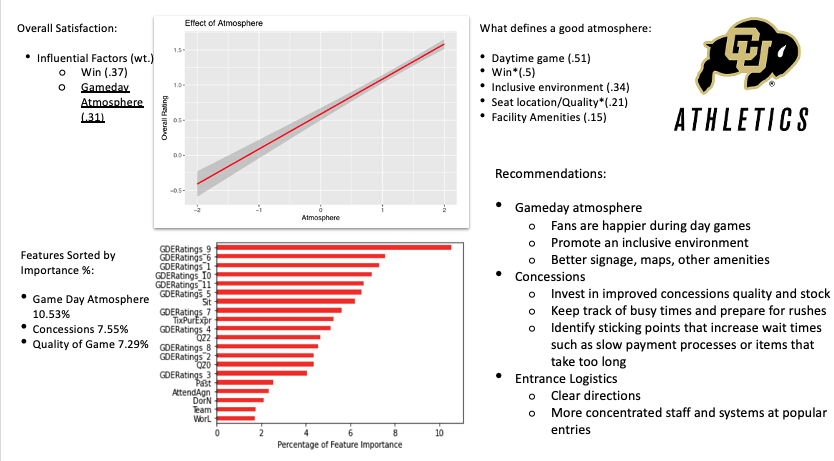 Overall Satisfaction:
• Influential Factors (wt.)
o Win (.37)
o Gameday
Atmosphere
(.31)
Effect of Atmosphere
1.5
1.0
0.5
0.0
−0.5
Overall Rating
−2 −1 0 1 2
Atmosphere
What defines a good atmosphere:
• Daytime game (.51)
• Win*(.5)
• Inclusive environment (.34)
• Seat location/Quality*(.21)
• Facility Amenities (.15)
CU
®
ATHLETICS
Features Sorted by
Importance %:
• Game Day Atmosphere
10.53%
• Concessions 7.55%
• Quality of Game 7.29%
GDERatings_9
GDERatings_6
GDERatings_1
GDERatings_10
GDERatings_11
GDERatings_5
Sit
GDERatings_7
TixPurExpr
GDERatings_4
Q22
GDERatings_8
GDERatings_2
Q20
GDERatings_3
Past
AttendAgn
DorN
Team
WorL
0 2 4 6 8 10
Percentage of Feature Importance
Recommendations:
• Gameday atmosphere
o Fans are happier during day games
o Promote an inclusive environment
o Better signage, maps, other amenities
• Concessions
o Invest in improved concessions quality and stock
o Keep track of busy times and prepare for rushes
o Identify sticking points that increase wait times
such as slow payment processes or items that
take too long
• Entrance Logistics
o Clear directions
o More concentrated staff and systems at popular
entries